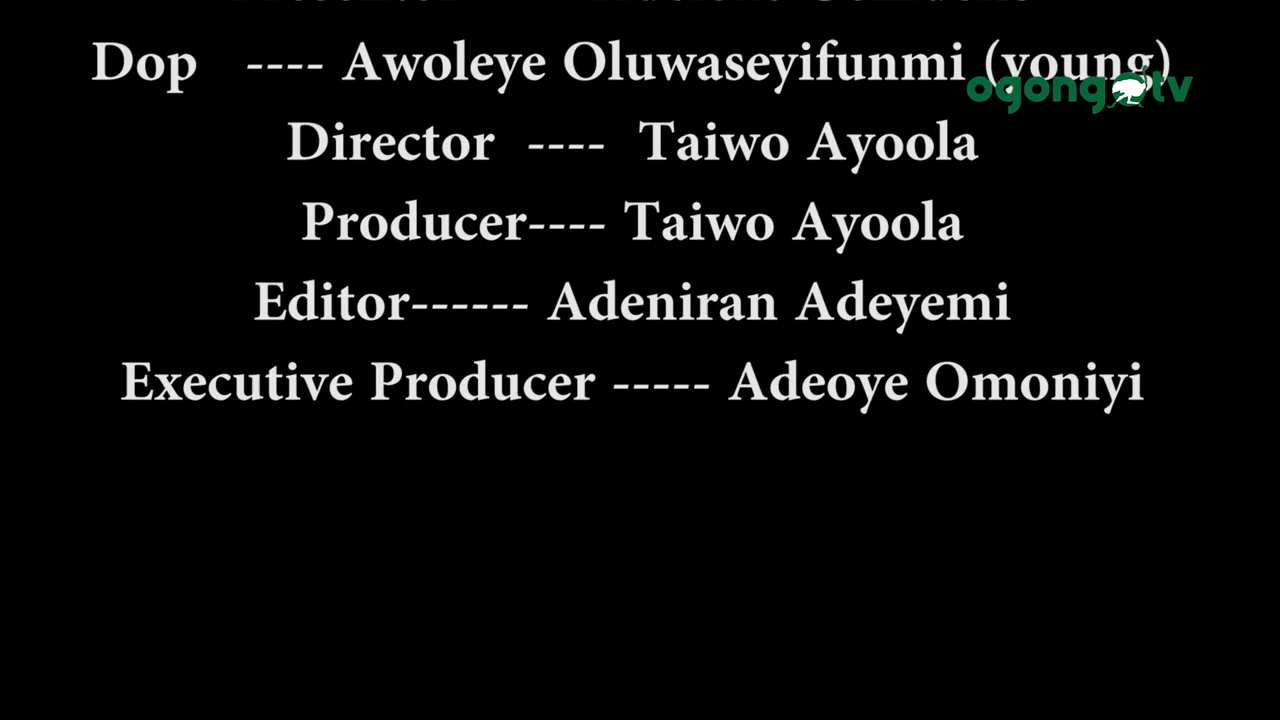 Dop ---- Awoleye Oluwaseyifunmi (young)
ogongotv
Director ---- Taiwo Ayoola
Producer---- Taiwo Ayoola
Editor------ Adeniran Adeyemi
Executive Producer ----- Adeoye Omoniyi